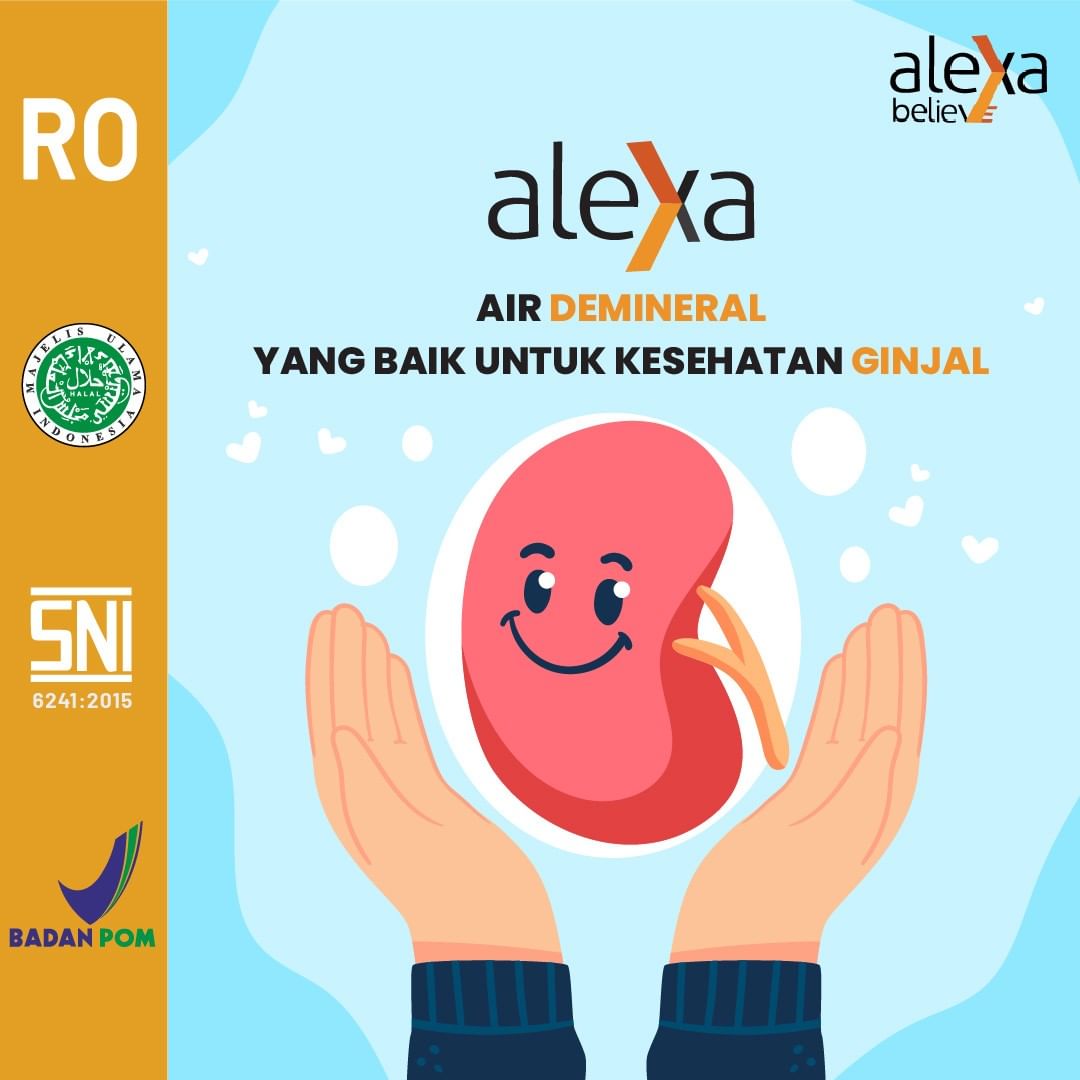 RO
MAJELIS ULAMA INDONESIA
حلال
HALAL
SNI
6241:2015
BADAN POM
alexa
believe
alexa
AIR DEMINERAL
YANG BAIK UNTUK KESEHATAN GINJAL